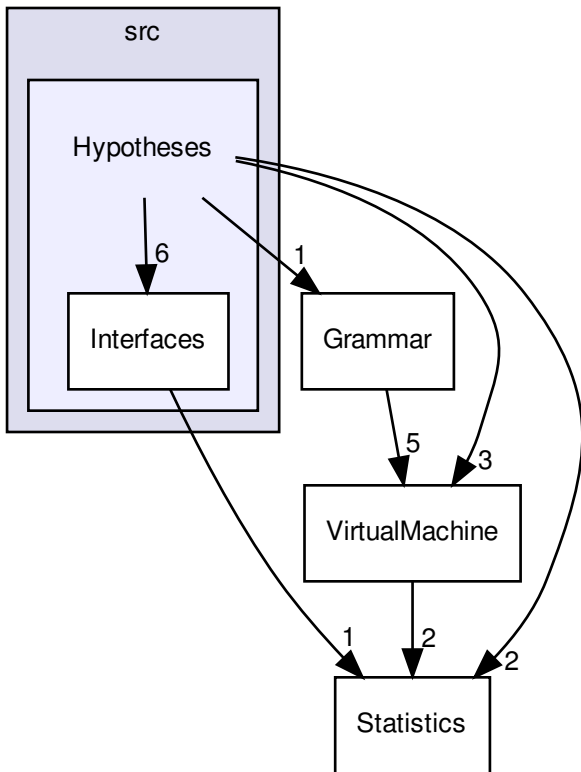 src
Hypotheses
6
1
Interfaces
Grammar
5
3
VirtualMachine
1
2
2
Statistics